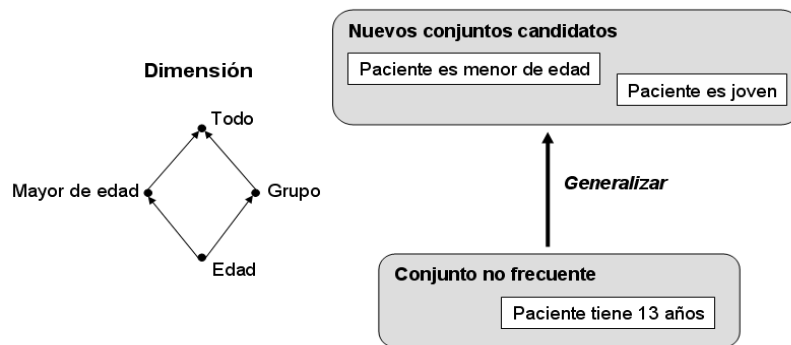 Dimensión
Todo
Mayor de edad
Grupo
Edad
Nuevos conjuntos candidatos
Paciente es menor de edad
Paciente es joven
Generalizar
Conjunto no frecuente
Paciente tiene 13 años